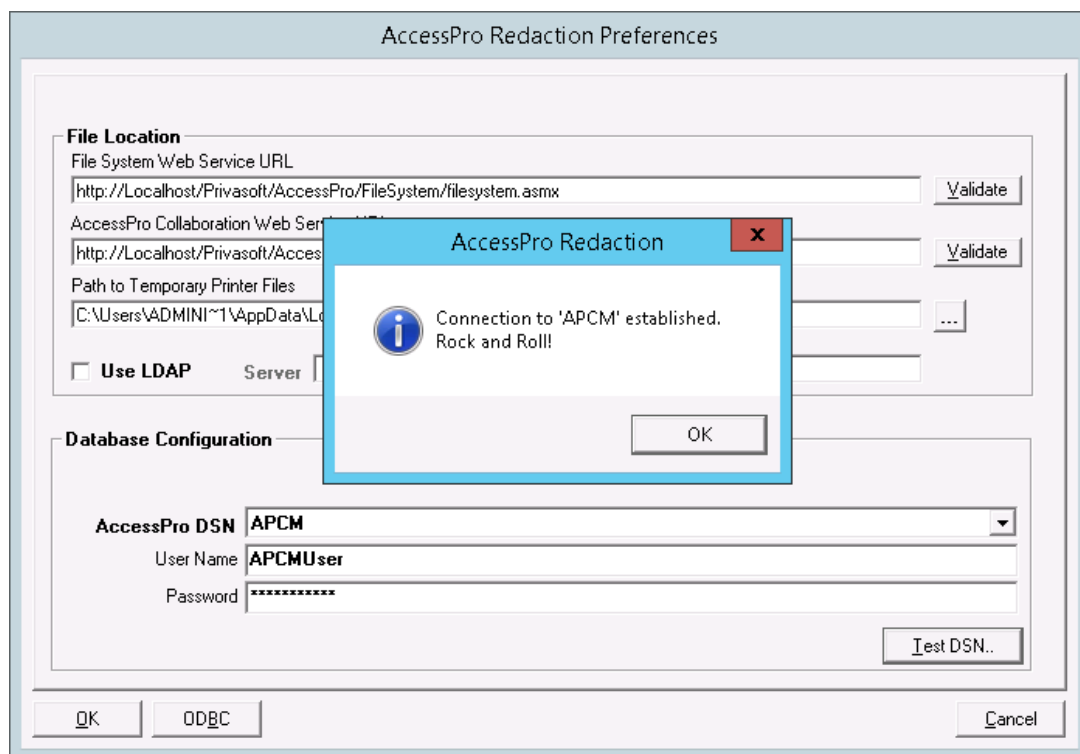 AccessPro Redaction Preferences
File Location
File System Web Service URL
http://Localhost/Privasoft/AccessPro/FileSystem/filesystem.asmx
Validate
AccessPro Collaboration Web
http://Localhost/Privasoft/Acces
Validate
Path to Temporary Printer Files
C:\Users\ADMINI~1\AppData\Lo
...
Use LDAP
Server
AccessPro Redaction
x
Connection to 'APCM' established.
Rock and Roll!
OK
Database Configuration
AccessPro DSN
APCM
User Name
APCMUser
Password
***********
Test DSN..
OK
ODBC
Cancel